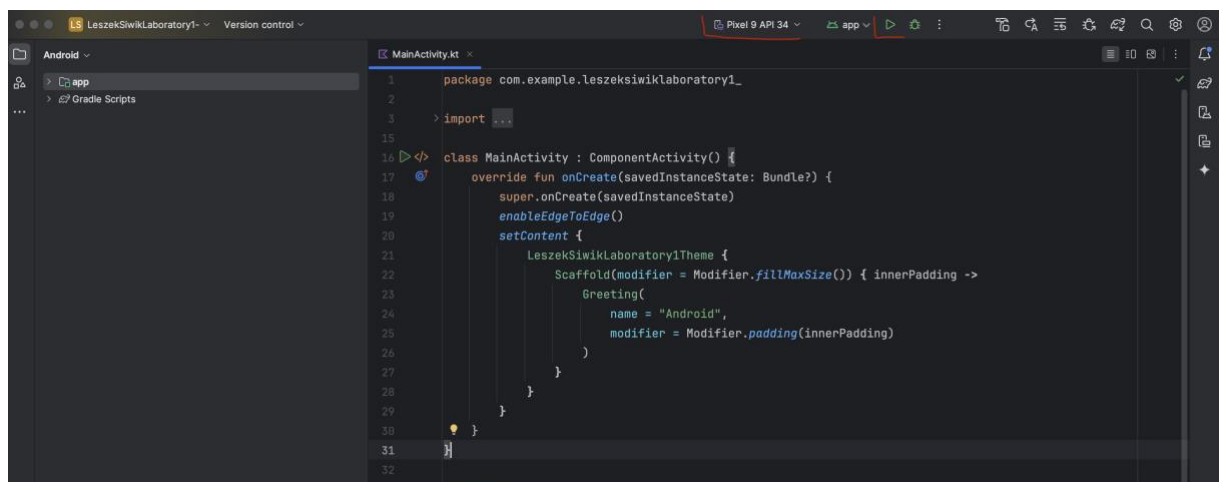 LS LeszekSiwikLaboratory1- Version control Pixel 9 API 34 app
Android
app
Gradle Scripts
MainActivity.kt
1 package com.example.leszeksiwiklaboratory1_
2
3 import ...
15
16 class MainActivity : ComponentActivity() {
17 override fun onCreate(savedInstanceState: Bundle?) {
18 super.onCreate(savedInstanceState)
19 enableEdgeToEdge()
20 setContent {
21 LeszekSiwikLaboratory1Theme {
22 Scaffold(modifier = Modifier.fillMaxSize()) { innerPadding ->
23 Greeting(
24 name = "Android",
25 modifier = Modifier.padding(innerPadding)
26 )
27 }
28 }
29 }
30 }
31 }
32